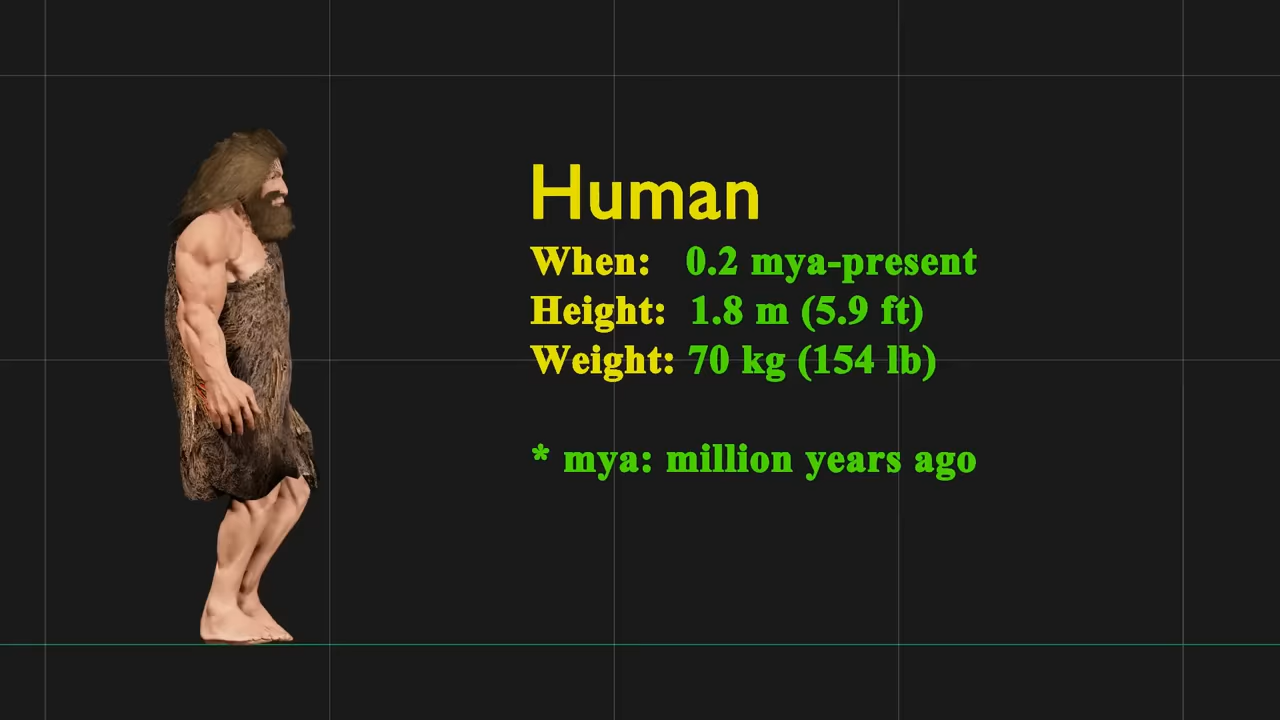 Human
When: 0.2 mya-present
Height: 1.8 m (5.9 ft)
Weight: 70 kg (154 lb)
* mya: million years ago